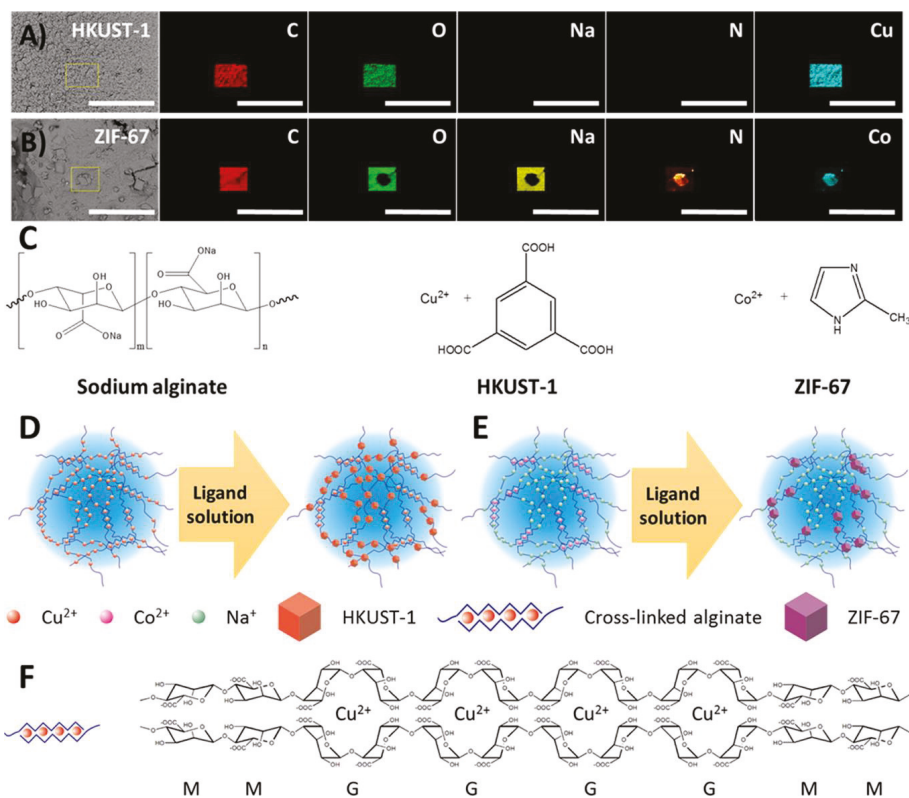 A) HKUST-1 C O Na N Cu
B) ZIF-67 C O Na N Co
C
ONa
O
OH
OH
HO
O
O
ONa
m
O
ONa
OH
HO
O
O
n
Cu²⁺ +
COOH
HOOC
COOH
Co²⁺ +
N
N
H
CH₃
Sodium alginate HKUST-1 ZIF-67
D E
Ligand
solution
Ligand
solution
Cu²⁺ Co²⁺ Na⁺ HKUST-1 Cross-linked alginate ZIF-67
F
Cu²⁺ Cu²⁺ Cu²⁺ Cu²⁺
M M G G G G M M